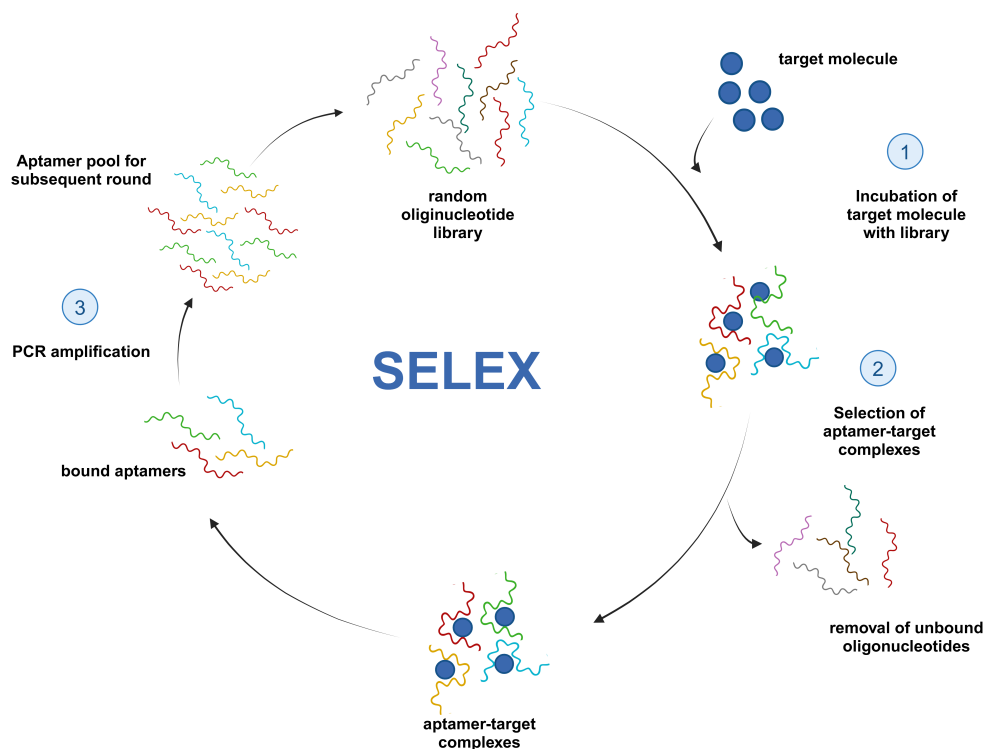 target molecule
1
Incubation of
target molecule
with library
random
oliginucleotide
library
Aptamer pool for
subsequent round
3
PCR amplification
SELEX
2
Selection of
aptamer-target
complexes
bound aptamers
removal of unbound
oligonucleotides
aptamer-target
complexes